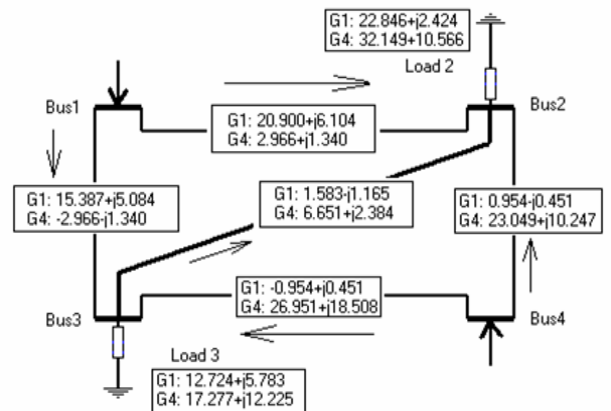 G1: 22.846+j2.424
G4: 32.149+10.566
Load 2
Bus1
Bus2
G1: 20.900+j6.104
G4: 2.966+j1.340
G1: 15.387+j5.084
G4: -2.966-j1.340
G1: 1.583-j1.165
G4: 6.651+j2.384
G1: 0.954-j0.451
G4: 23.049+j10.247
G1: -0.954+j0.451
G4: 26.951+j18.508
Bus3
Bus4
Load 3
G1: 12.724+j5.783
G4: 17.277+j12.225